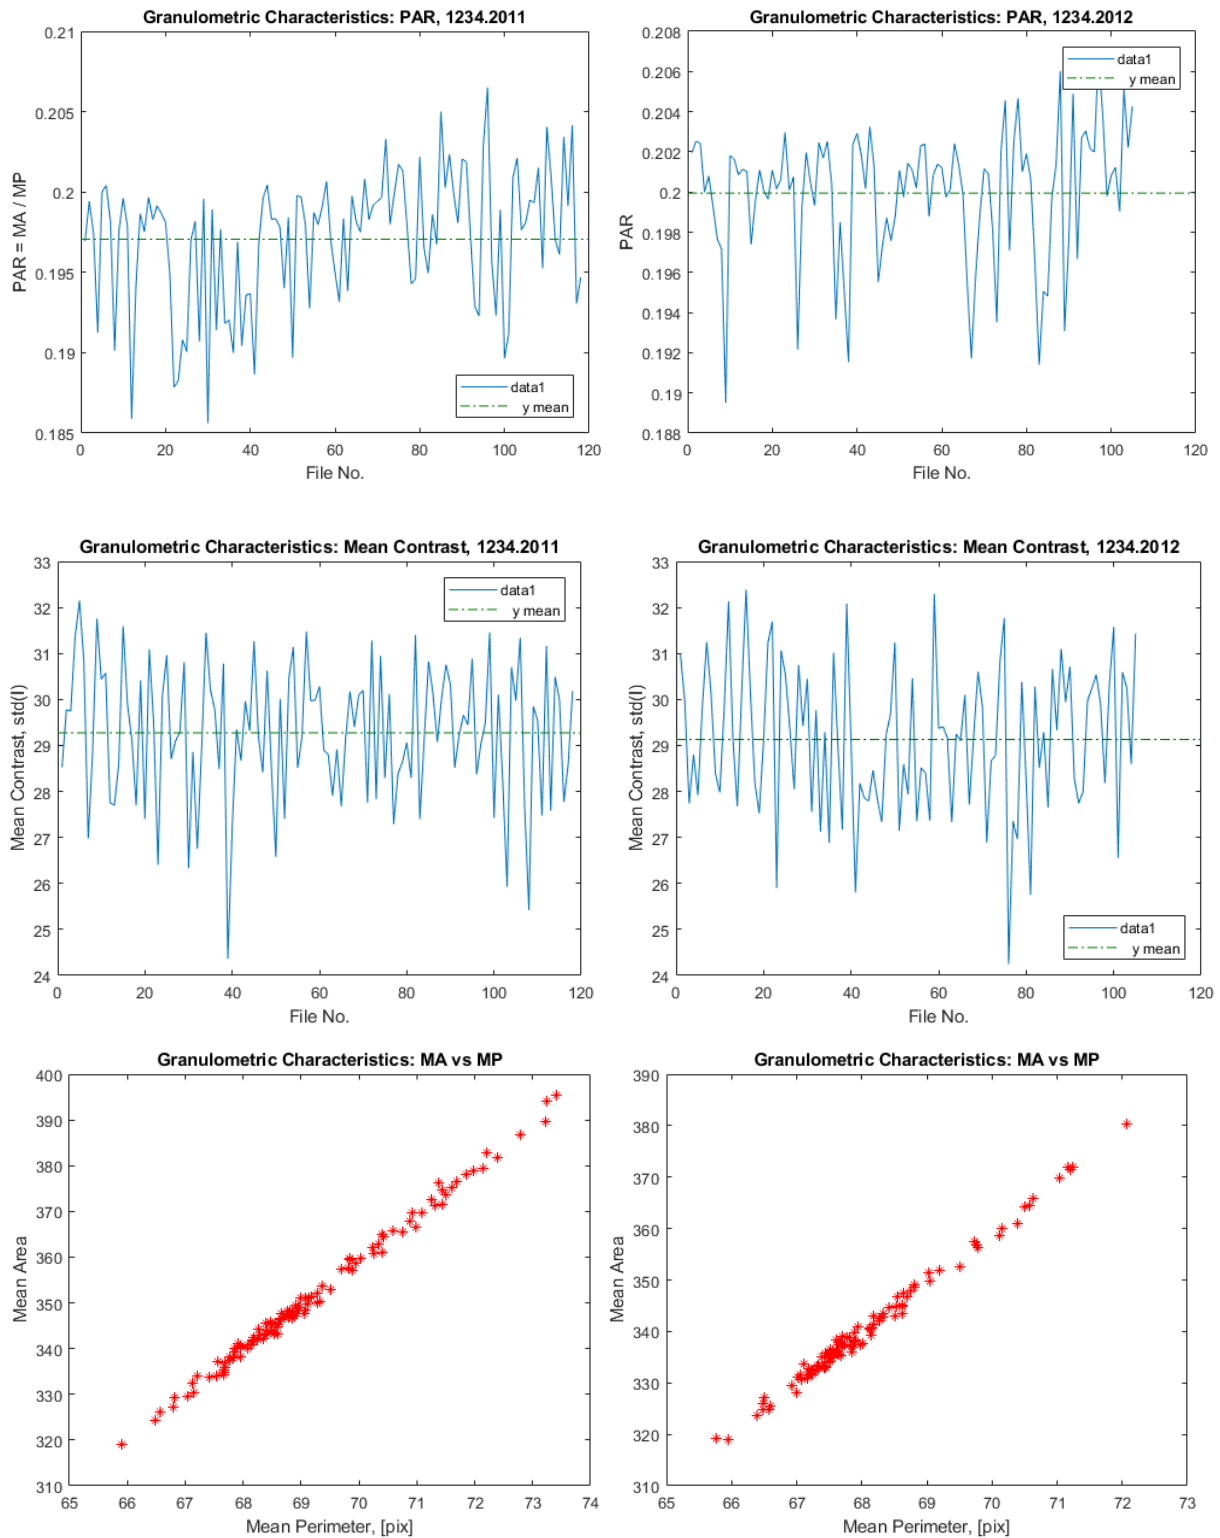 Granulometric Characteristics: PAR, 1234.2011
0.21
0.205
0.2
0.195
0.19
0.185
PAR = MA / MP
0 20 40 60 80 100 120
File No.
data1
y mean
Granulometric Characteristics: PAR, 1234.2012
0.208
0.206
0.204
0.202
0.2
0.198
0.196
0.194
0.192
0.19
0.188
PAR
0 20 40 60 80 100 120
File No.
data1
y mean
Granulometric Characteristics: Mean Contrast, 1234.2011
33
32
31
30
29
28
27
26
25
24
Mean Contrast, std(I)
0 20 40 60 80 100 120
File No.
data1
y mean
Granulometric Characteristics: Mean Contrast, 1234.2012
33
32
31
30
29
28
27
26
25
24
Mean Contrast, std(I)
0 20 40 60 80 100 120
File No.
data1
y mean
Granulometric Characteristics: MA vs MP
400
390
380
370
360
350
340
330
320
310
Mean Area
65 66 67 68 69 70 71 72 73 74
Mean Perimeter, [pix]
Granulometric Characteristics: MA vs MP
390
380
370
360
350
340
330
320
310
Mean Area
65 66 67 68 69 70 71 72 73
Mean Perimeter, [pix]